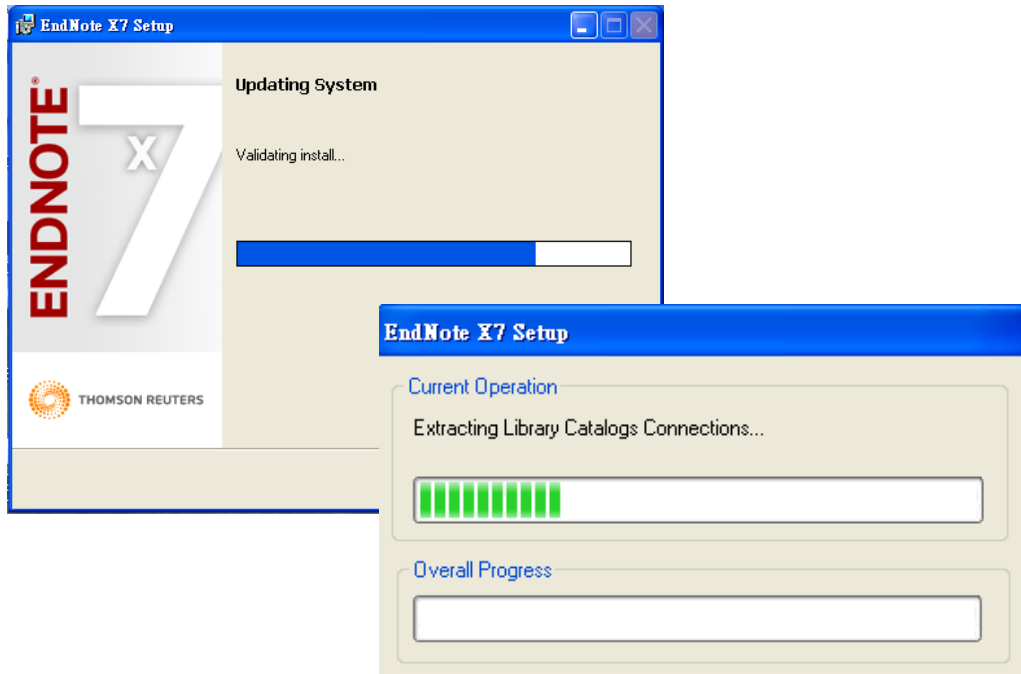 EndNote X7 Setup
ENDNOTE®
X7
Updating System
Validating install...
THOMSON REUTERS
EndNote X7 Setup
Current Operation
Extracting Library Catalogs Connections...
Overall Progress